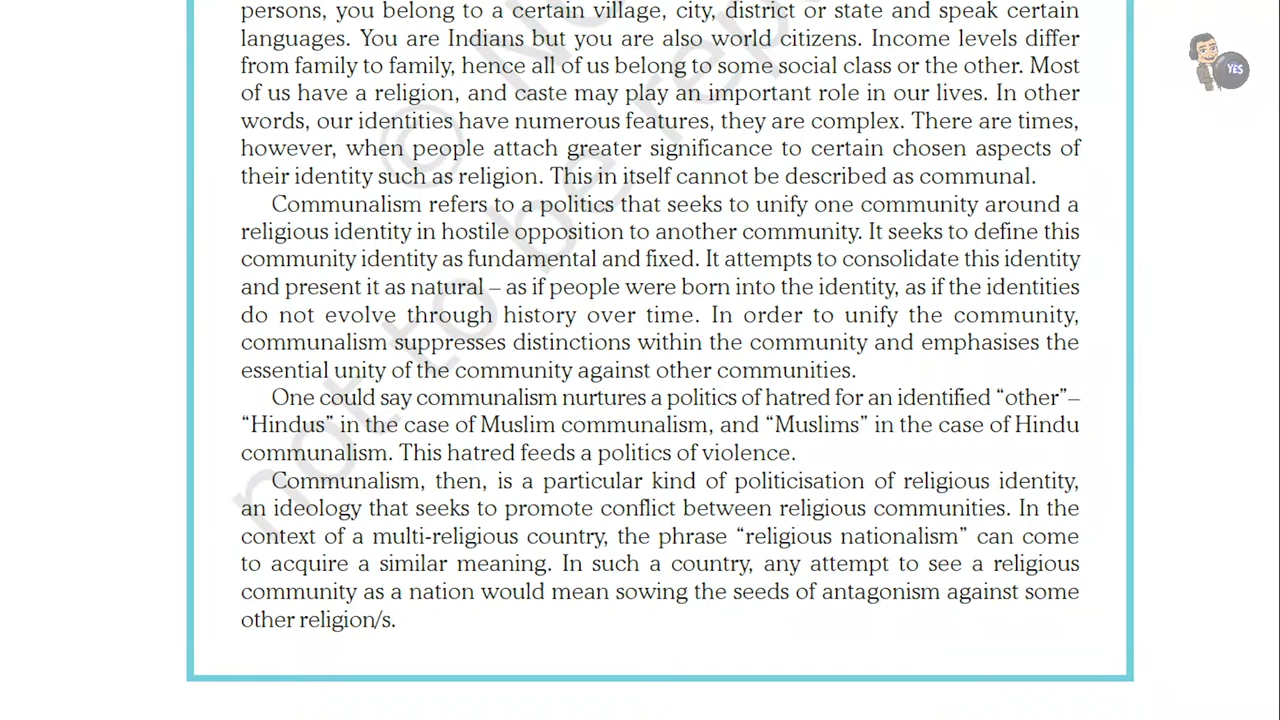 persons, you belong to a certain village, city, district or state and speak certain
languages. You are Indians but you are also world citizens. Income levels differ
from family to family, hence all of us belong to some social class or the other. Most
of us have a religion, and caste may play an important role in our lives. In other
words, our identities have numerous features, they are complex. There are times,
however, when people attach greater significance to certain chosen aspects of
their identity such as religion. This in itself cannot be described as communal.
Communalism refers to a politics that seeks to unify one community around a
religious identity in hostile opposition to another community. It seeks to define this
community identity as fundamental and fixed. It attempts to consolidate this identity
and present it as natural – as if people were born into the identity, as if the identities
do not evolve through history over time. In order to unify the community,
communalism suppresses distinctions within the community and emphasises the
essential unity of the community against other communities.
One could say communalism nurtures a politics of hatred for an identified “other”–
“Hindus” in the case of Muslim communalism, and “Muslims” in the case of Hindu
communalism. This hatred feeds a politics of violence.
Communalism, then, is a particular kind of politicisation of religious identity,
an ideology that seeks to promote conflict between religious communities. In the
context of a multi-religious country, the phrase “religious nationalism” can come
to acquire a similar meaning. In such a country, any attempt to see a religious
community as a nation would mean sowing the seeds of antagonism against some
other religion/s.
YES
©
not to be